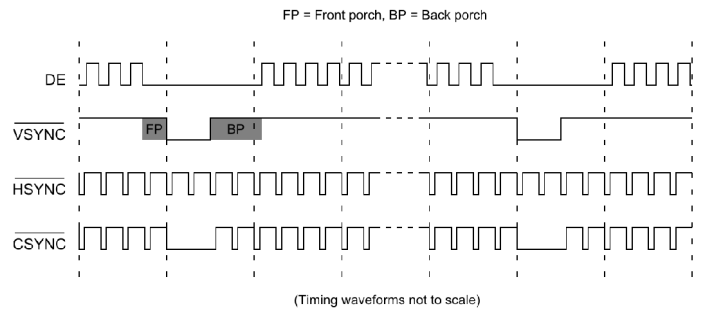 FP = Front porch, BP = Back porch
DE
VSYNC
FP
BP
HSYNC
CSYNC
(Timing waveforms not to scale)